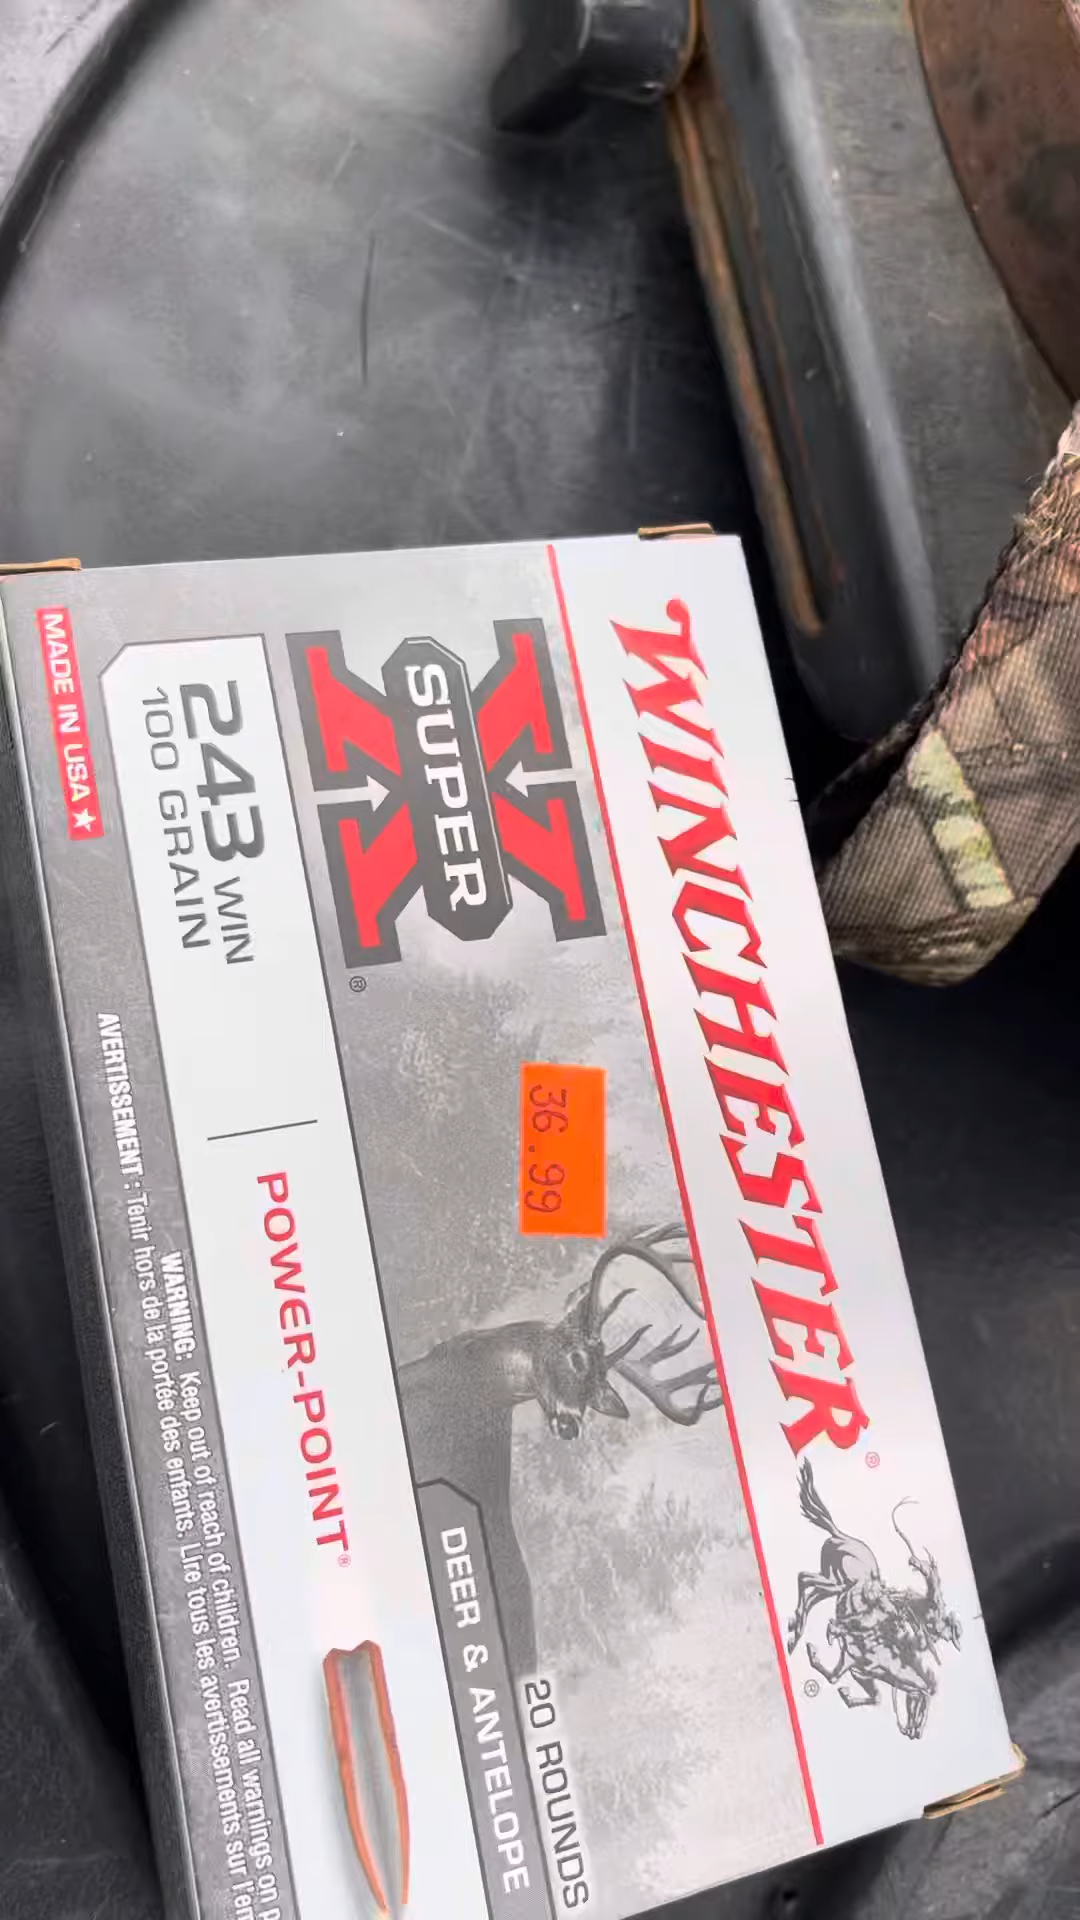 WINCHESTER®
®
SUPER X®
36.99
20 ROUNDS
DEER & ANTELOPE
243 WIN
100 GRAIN
POWER-POINT®
MADE IN USA ★
WARNING: Keep out of reach of children. Read all warnings on
AVERTISSEMENT : Tenir hors de la portée des enfants. Lire tous les avertissements sur